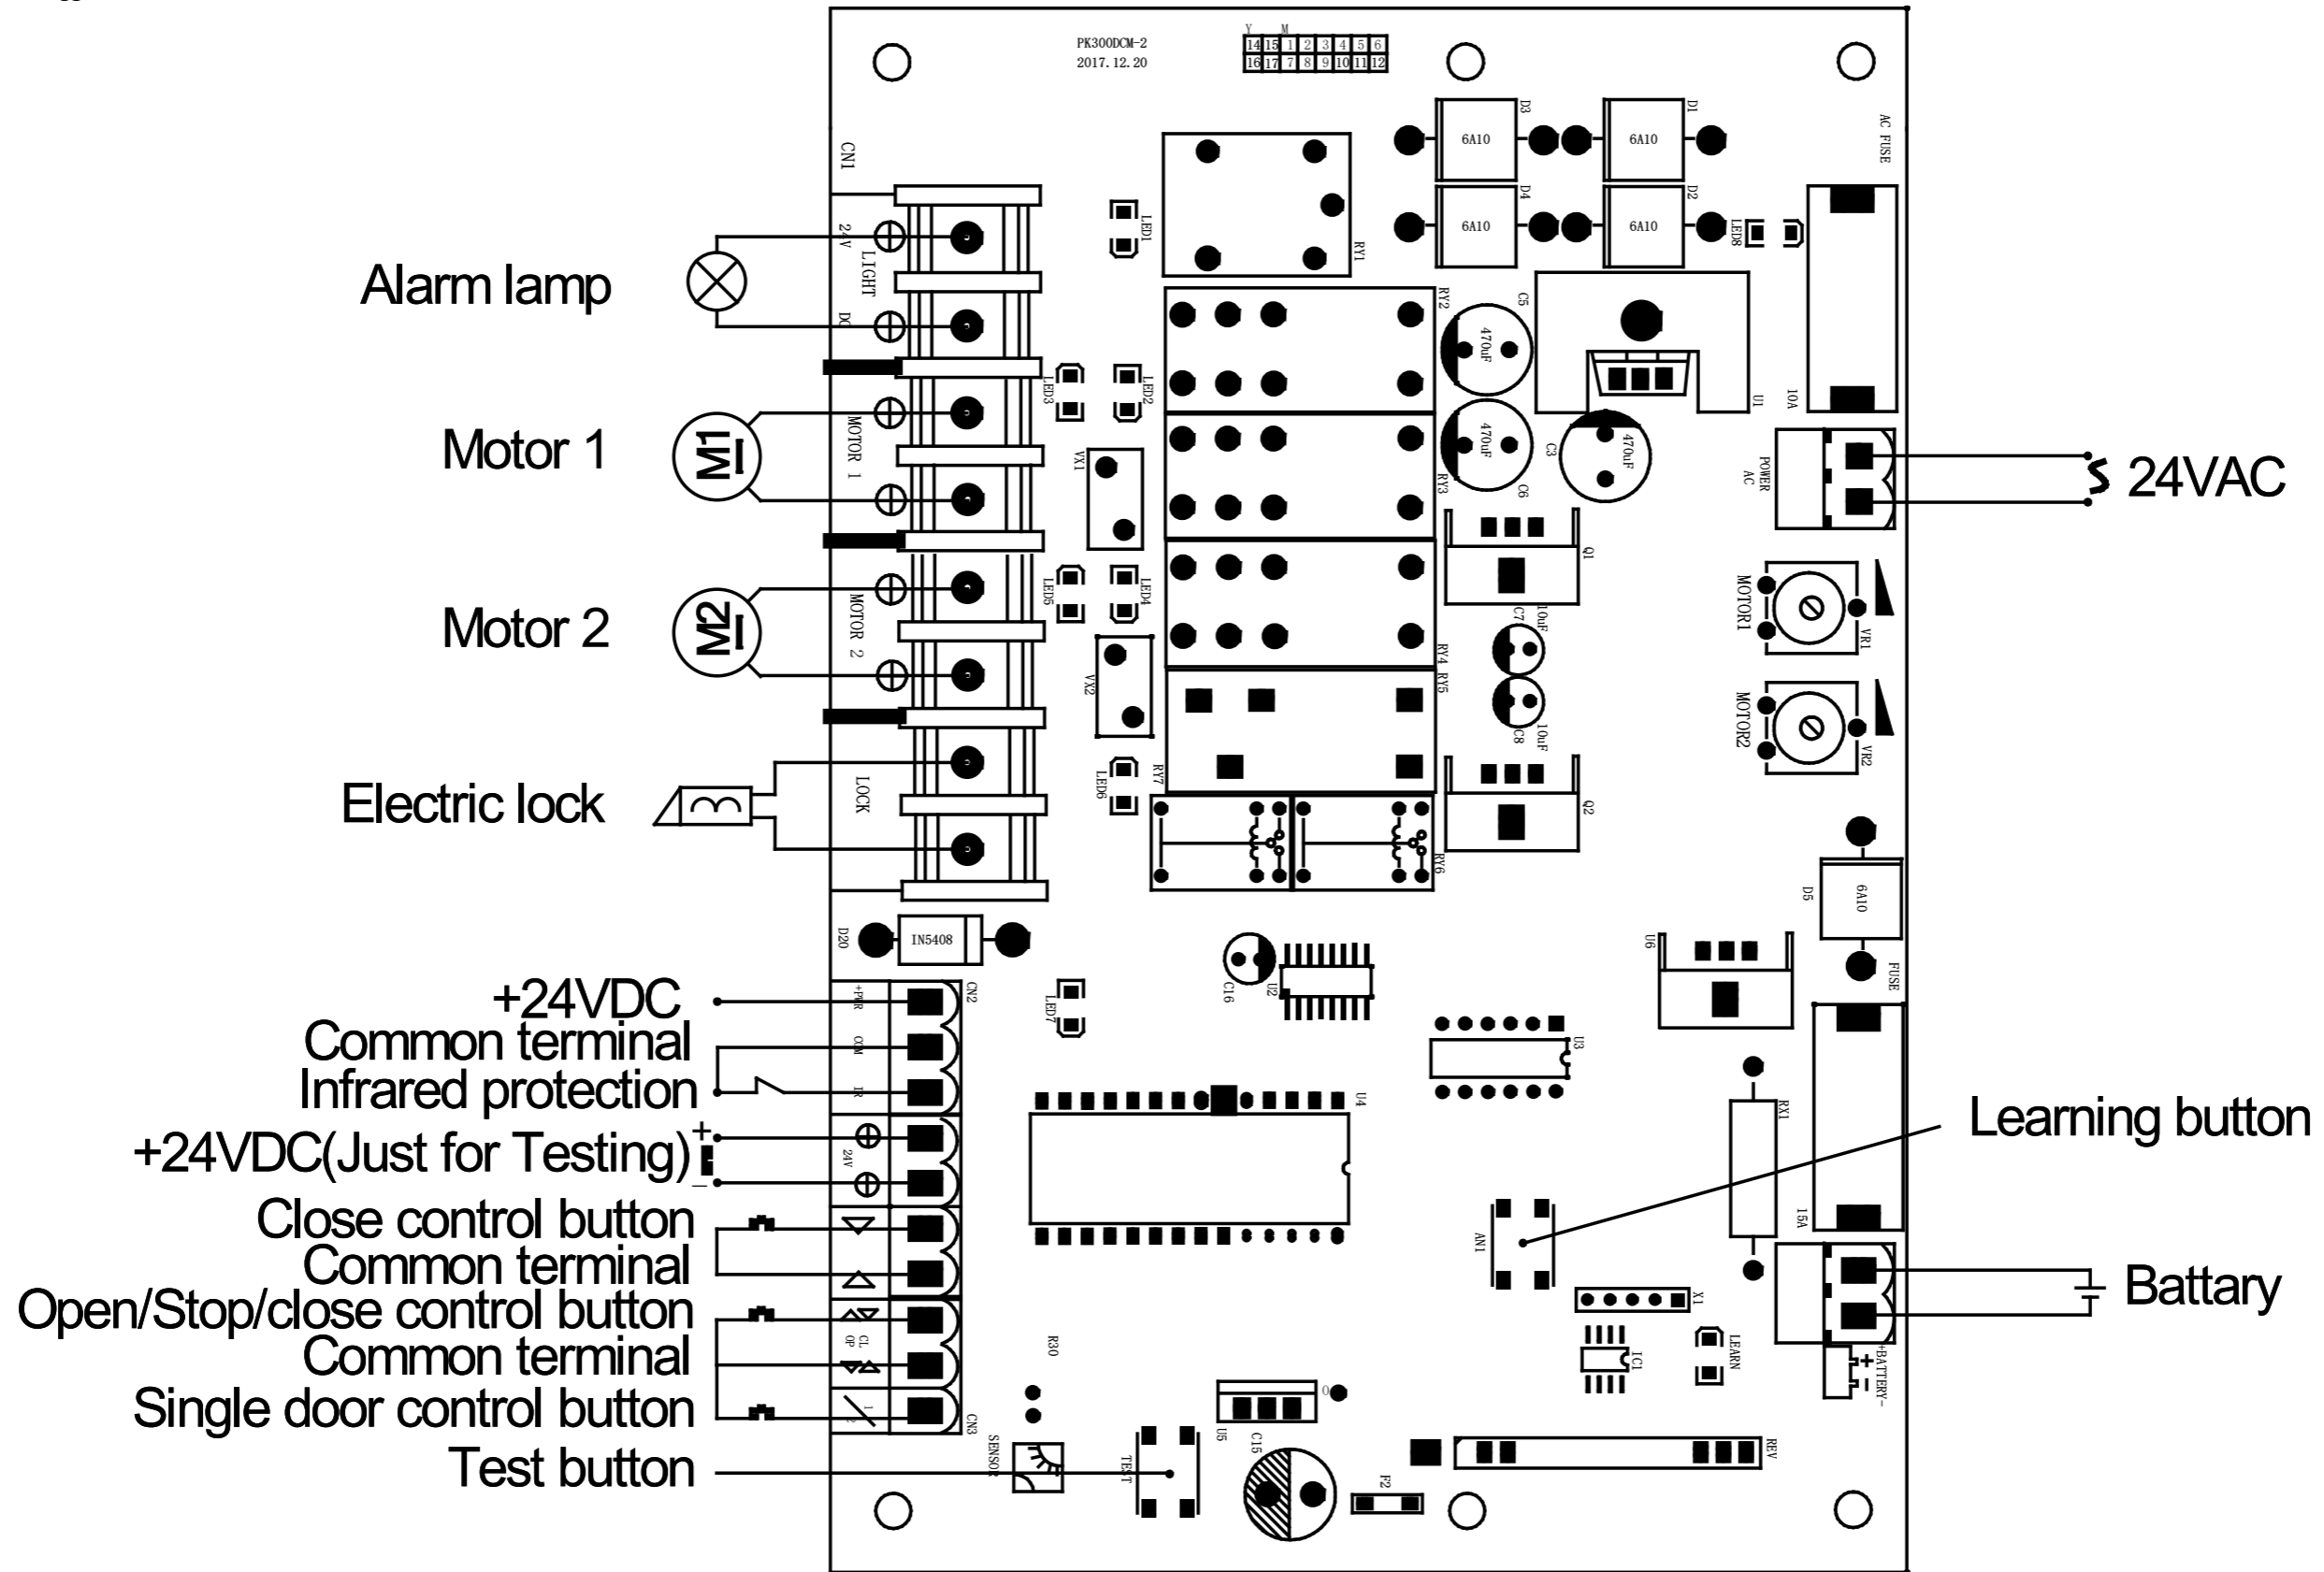 PK300DCM-2
2017.12.20
Y M
14 15 1 2 3 4 5 6
16 17 7 8 9 10 11 12
CN1
24V
LIGHT
DC
Alarm lamp
MOTOR 1
Motor 1
M1
MOTOR 2
Motor 2
M2
LOCK
Electric lock
D20
IN5408
LED1
LED2
LED3
LED4
LED5
LED6
LED7
LED8
VX1
VX2
RY1
RY2
RY3
RY4
RY5
RY7
RY6
D3
6A10
D1
6A10
D4
6A10
D2
6A10
AC FUSE
10A
C5
470uF
C6
470uF
C3
470uF
U1
POWER
AC
24VAC
Q1
C7
10uF
C8
10uF
Q2
MOTOR1
VR1
MOTOR2
VR2
D5
6A10
FUSE
15A
U6
C16
U2
U3
U4
RX1
AN1
Learning button
X1
IC1
LEARN
Battary
+BATTERY-
+
-
+24VDC
+PWR
CN2
Common terminal
COM
Infrared protection
IR
+24VDC(Just for Testing)
+
-
24V
Close control button
Common terminal
Open/Stop/close control button
CL
OP
Common terminal
Single door control button
1
2
CN3
Test button
R30
SENSOR
TEST
U5
C15
F2
REV